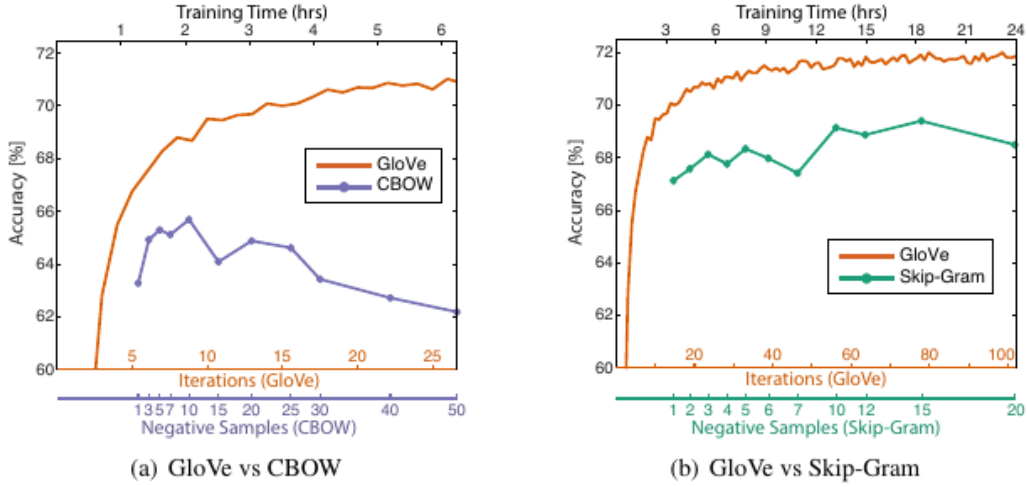 Training Time (hrs)
1 2 3 4 5 6
72
70
68
66
64
62
60
Accuracy [%]
GloVe
CBOW
5 10 15 20 25
Iterations (GloVe)
1 3 5 7 10 15 20 25 30 40 50
Negative Samples (CBOW)
(a) GloVe vs CBOW
Training Time (hrs)
3 6 9 12 15 18 21 24
72
70
68
66
64
62
60
Accuracy [%]
GloVe
Skip-Gram
20 40 60 80 100
Iterations (GloVe)
1 2 3 4 5 6 7 10 12 15 20
Negative Samples (Skip-Gram)
(b) GloVe vs Skip-Gram